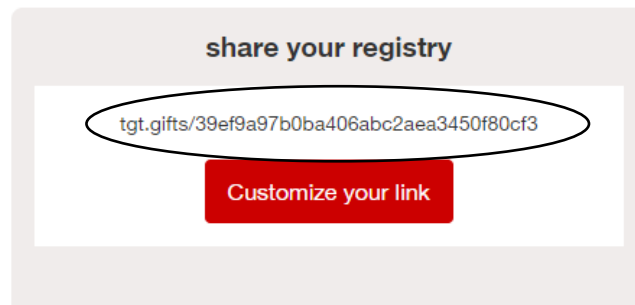 share your registry
tgt.gifts/39ef9a97b0ba406abc2aea3450f80cf3
Customize your link